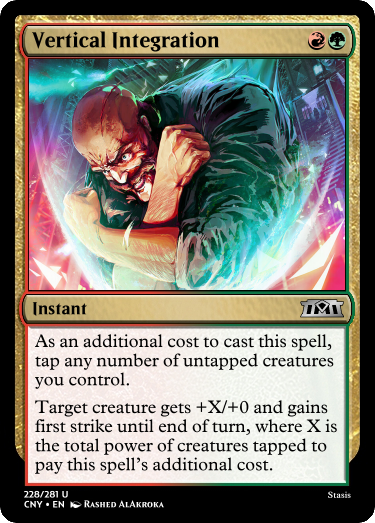 Vertical Integration
Instant
As an additional cost to cast this spell,
tap any number of untapped creatures
you control.
Target creature gets +X/+0 and gains
first strike until end of turn, where X is
the total power of creatures tapped to
pay this spell's additional cost.
228/281 U
Stasis
CNY • EN Rashed AlAkroka